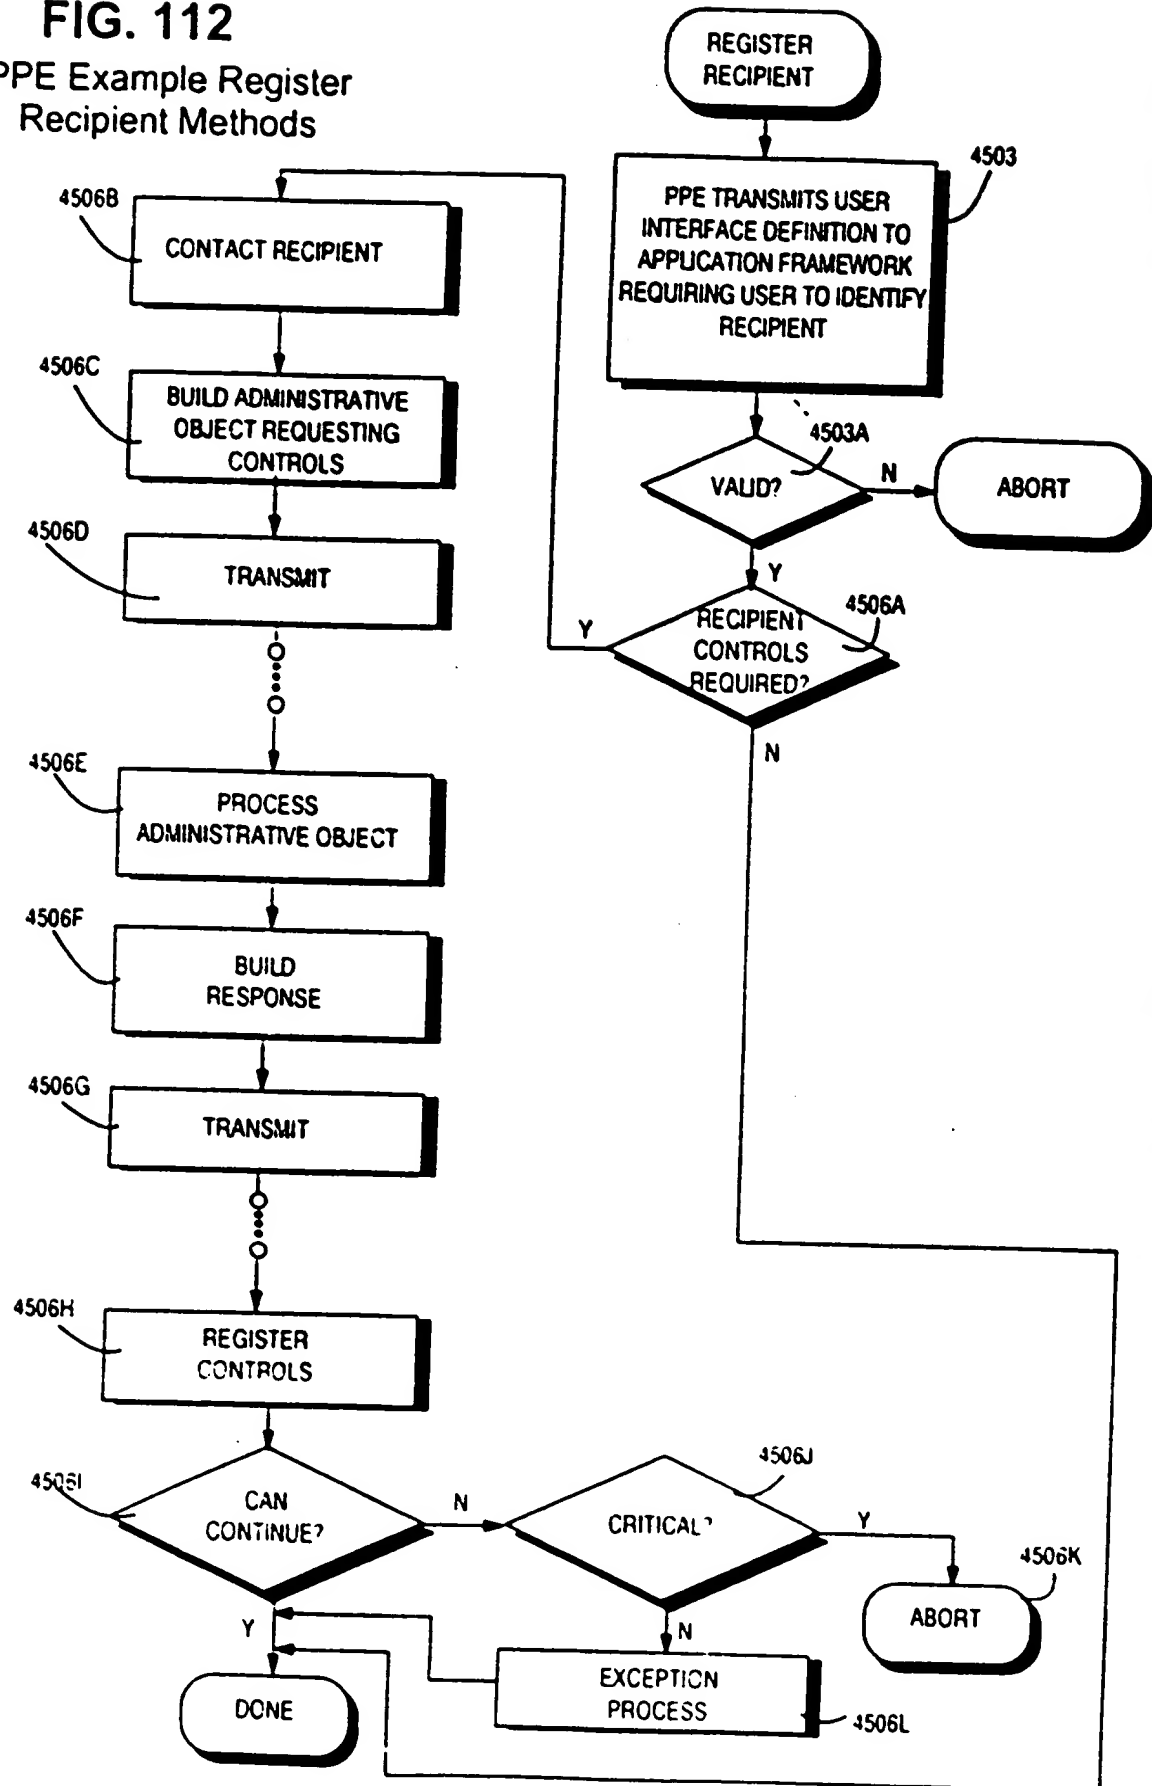 FIG. 112
PPE Example Register
Recipient Methods
REGISTER
RECIPIENT
4503
PPE TRANSMITS USER
INTERFACE DEFINITION TO
APPLICATION FRAMEWORK
REQUIRING USER TO IDENTIFY
RECIPIENT
4503A
VALID?
N
ABORT
Y
4506A
RECIPIENT
CONTROLS
REQUIRED?
Y
N
4506B
CONTACT RECIPIENT
4506C
BUILD ADMINISTRATIVE
OBJECT REQUESTING
CONTROLS
4506D
TRANSMIT
4506E
PROCESS
ADMINISTRATIVE OBJECT
4506F
BUILD
RESPONSE
4506G
TRANSMIT
4506H
REGISTER
CONTROLS
4506I
CAN
CONTINUE?
N
4506J
CRITICAL?
Y
4506K
ABORT
Y
N
EXCEPTION
PROCESS
4506L
DONE